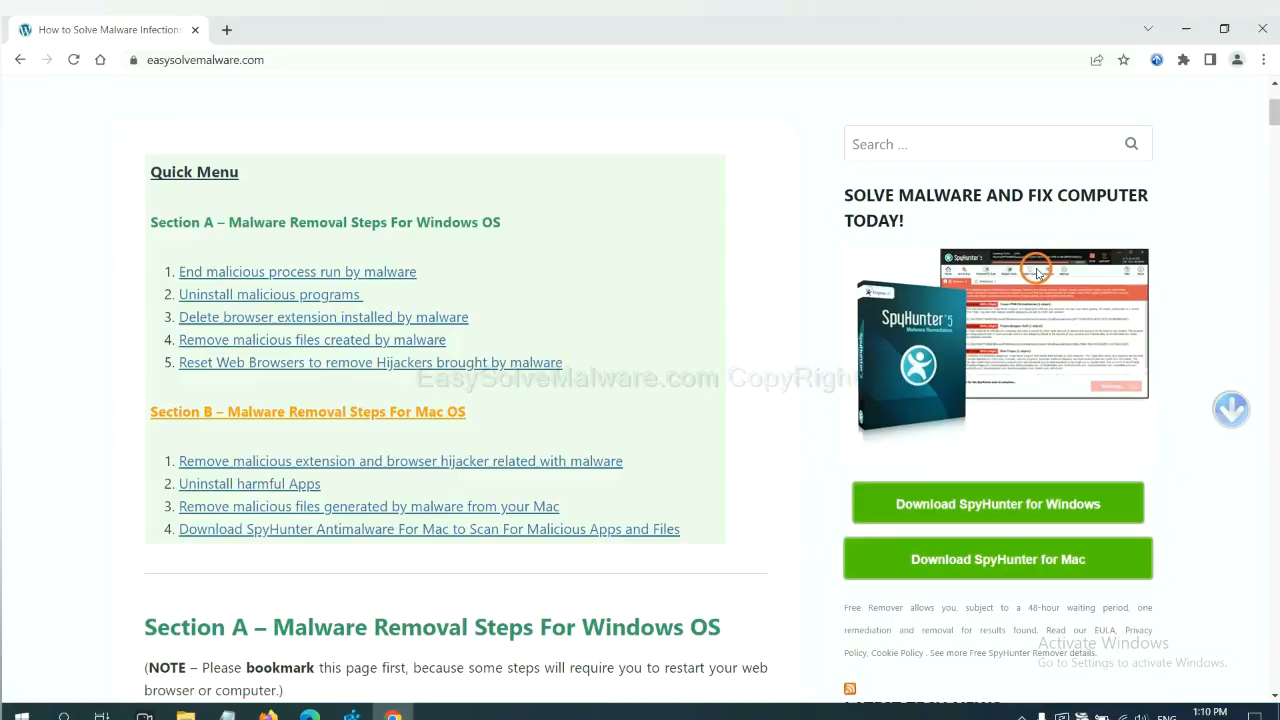 How to Solve Malware Infections
easysolvemalware.com
Quick Menu
Section A – Malware Removal Steps For Windows OS
1. End malicious process run by malware
2. Uninstall malicious programs
3. Delete browser extension installed by malware
4. Remove malicious files created by malware
5. Reset Web Browser to remove Hijackers brought by malware
Section B – Malware Removal Steps For Mac OS
1. Remove malicious extension and browser hijacker related with malware
2. Uninstall harmful Apps
3. Remove malicious files generated by malware from your Mac
4. Download SpyHunter Antimalware For Mac to Scan For Malicious Apps and Files
Section A – Malware Removal Steps For Windows OS
(NOTE – Please bookmark this page first, because some steps will require you to restart your web
browser or computer.)
Search ...
SOLVE MALWARE AND FIX COMPUTER
TODAY!
SpyHunter 5
SpyHunter 5
Malware Remediation
Download SpyHunter for Windows
Download SpyHunter for Mac
Free Remover allows you, subject to a 48-hour waiting period, one
remediation and removal for results found. Read our EULA, Privacy
Policy, Cookie Policy . See more Free SpyHunter Remover details.
Activate Windows
Go to Settings to activate Windows.
ENG
1:10 PM